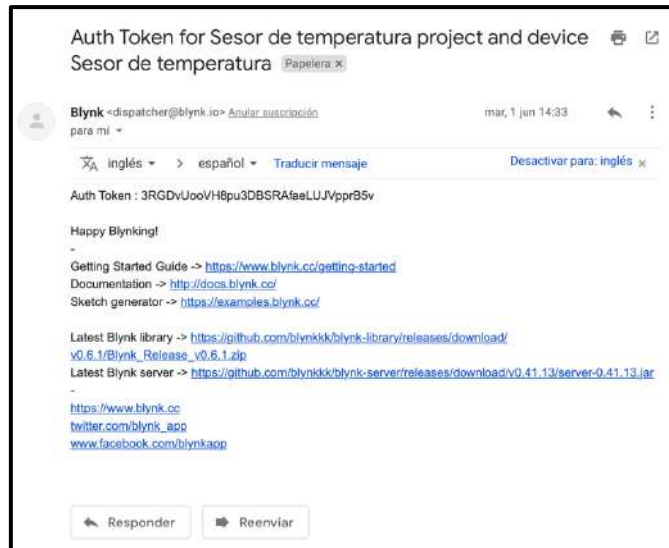 Auth Token for Sesor de temperatura project and device
Sesor de temperatura Papelera ×
Blynk <dispatcher@blynk.io> Anular suscripción mar, 1 jun 14:33
para mí
inglés > español Traducir mensaje Desactivar para: inglés ×
Auth Token : 3RGDvUooVH8pu3DBSRAfaeLUJVpprB5v
Happy Blynking!
-
Getting Started Guide -> https://www.blynk.cc/getting-started
Documentation -> http://docs.blynk.cc/
Sketch generator -> https://examples.blynk.cc/
Latest Blynk library -> https://github.com/blynkkk/blynk-library/releases/download/
v0.6.1/Blynk_Release_v0.6.1.zip
Latest Blynk server -> https://github.com/blynkkk/blynk-server/releases/download/v0.41.13/server-0.41.13.jar
-
https://www.blynk.cc
twitter.com/blynk_app
www.facebook.com/blynkapp
Responder Reenviar